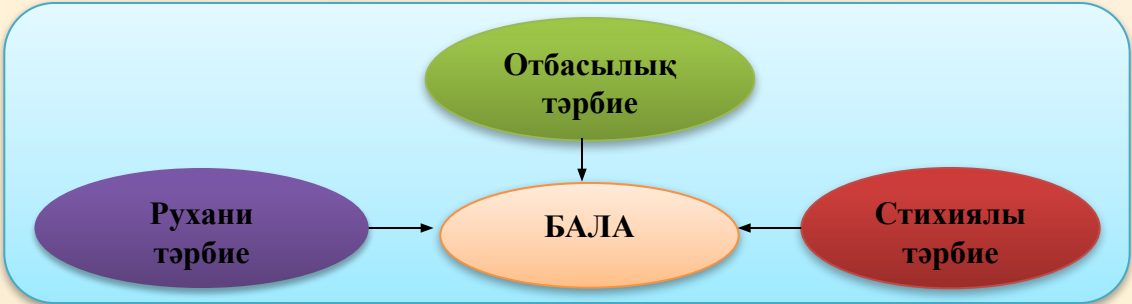 Отбасылық
тәрбие
Рухани
тәрбие
БАЛА
Стихиялы
тәрбие